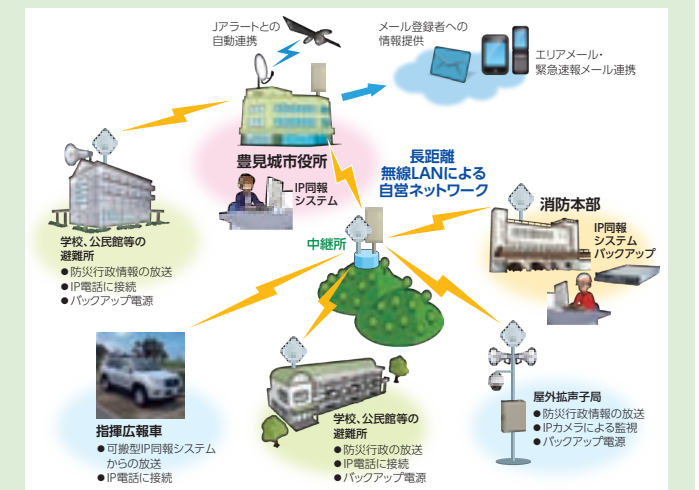 Jアラートとの
自動連携
メール登録者への
情報提供
エリアメール・
緊急速報メール連携
豊見城市役所
IP同報
システム
長距離
無線LANによる
自営ネットワーク
消防本部
IP同報
システム
バックアップ
中継所
学校、公民館等の
避難所
●防災行政情報の放送
●IP電話に接続
●バックアップ電源
指揮広報車
●可搬型IP同報システム
からの放送
●IP電話に接続
学校、公民館等の
避難所
●防災行政の放送
●IP電話に接続
●バックアップ電源
屋外拡声子局
●防災行政情報の放送
●IPカメラによる監視
●バックアップ電源